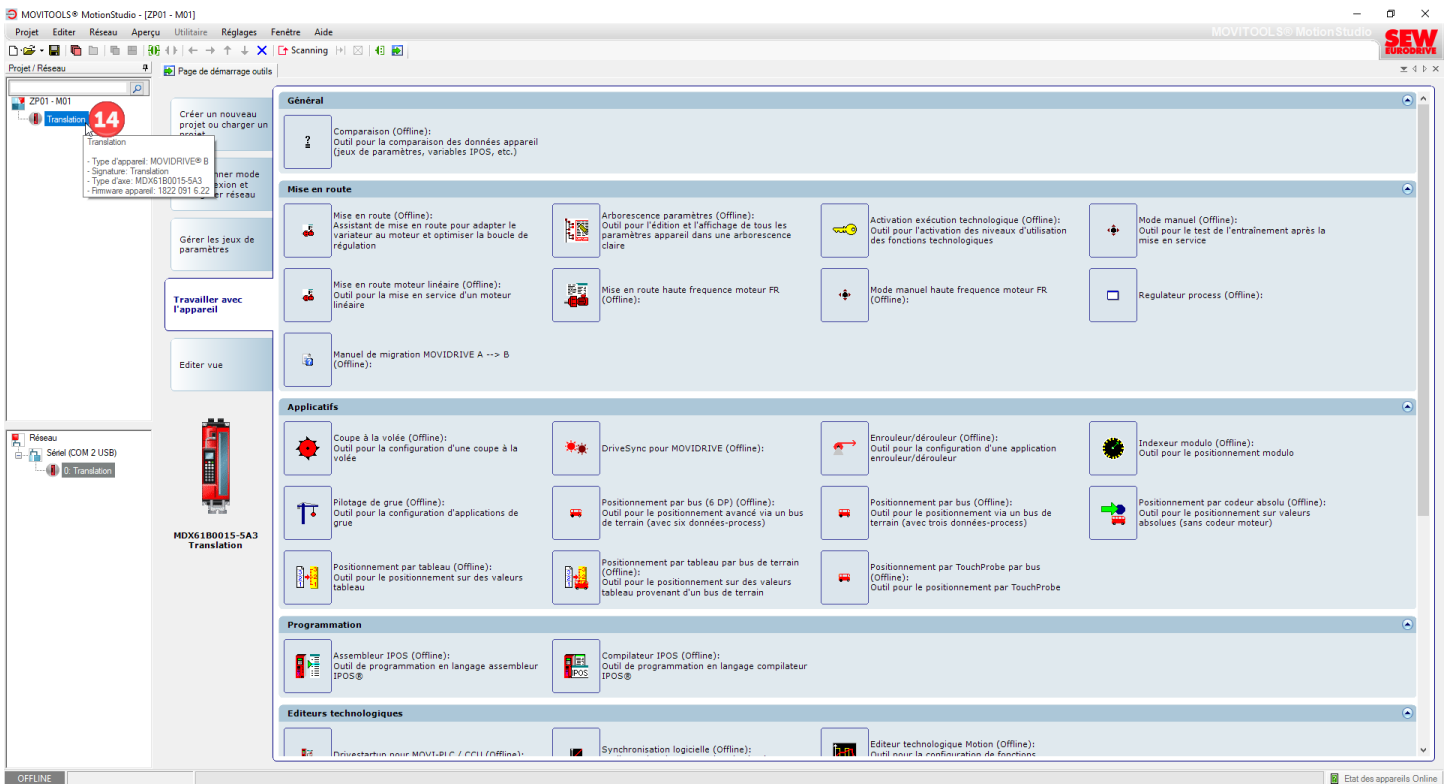 MOVITOOLS® MotionStudio - [ZP01 - M01]
Projet Editer Réseau Aperçu Utilitaire Réglages Fenêtre Aide
MOVITOOLS® MotionStudio
SEW
EURODRIVE
Scanning
Projet / Réseau
Page de démarrage outils
ZP01 - M01
Translation
14
Translation
- Type d'appareil: MOVIDRIVE® B
- Signature: Translation
- Type d'axe: MDX61B0015-5A3
- Firmware appareil: 1822 091 6.22
Réseau
Sériel (COM 2 USB)
0: Translation
Créer un nouveau
projet ou charger un
projet
mode
et
réseau
Gérer les jeux de
paramètres
Travailler avec
l'appareil
Editer vue
MDX61B0015-5A3
Translation
Général
Comparaison (Offline):
Outil pour la comparaison des données appareil
(jeux de paramètres, variables IPOS, etc.)
Mise en route
Mise en route (Offline):
Assistant de mise en route pour adapter le
variateur au moteur et optimiser la boucle de
régulation
Arborescence paramètres (Offline):
Outil pour l'édition et l'affichage de tous les
paramètres appareil dans une arborescence
claire
Activation exécution technologique (Offline):
Outil pour l'activation des niveaux d'utilisation
des fonctions technologiques
Mode manuel (Offline):
Outil pour le test de l'entraînement après la
mise en service
Mise en route moteur linéaire (Offline):
Outil pour la mise en service d'un moteur
linéaire
Mise en route haute frequence moteur FR
(Offline):
Mode manuel haute frequence moteur FR
(Offline):
Regulateur process (Offline):
Manuel de migration MOVIDRIVE A --> B
(Offline):
Applicatifs
Coupe à la volée (Offline):
Outil pour la configuration d'une coupe à la
volée
DriveSync pour MOVIDRIVE (Offline):
Enrouleur/dérouleur (Offline):
Outil pour la configuration d'une application
enrouleur/dérouleur
Indexeur modulo (Offline):
Outil pour le positionnement modulo
Pilotage de grue (Offline):
Outil pour la configuration d'applications de
grue
Positionnement par bus (6 DP) (Offline):
Outil pour le positionnement avancé via un bus
de terrain (avec six données-process)
Positionnement par bus (Offline):
Outil pour le positionnement via un bus de
terrain (avec trois données-process)
Positionnement par codeur absolu (Offline):
Outil pour le positionnement sur valeurs
absolues (sans codeur moteur)
Positionnement par tableau (Offline):
Outil pour le positionnement sur des valeurs
tableau
Positionnement par tableau par bus de terrain
(Offline):
Outil pour le positionnement sur des valeurs
tableau provenant d'un bus de terrain
Positionnement par TouchProbe par bus
(Offline):
Outil pour le positionnement par TouchProbe
Programmation
Assembleur IPOS (Offline):
Outil de programmation en langage assembleur
IPOS®
IPOS
Compilateur IPOS (Offline):
Outil de programmation en langage compilateur
IPOS®
Editeurs technologiques
Drivestartup pour MOVI-PLC / CCU (Offline):
Synchronisation logicielle (Offline):
Editeur technologique Motion (Offline):
Outil pour la configuration de fonctions
OFFLINE
Etat des appareils Online